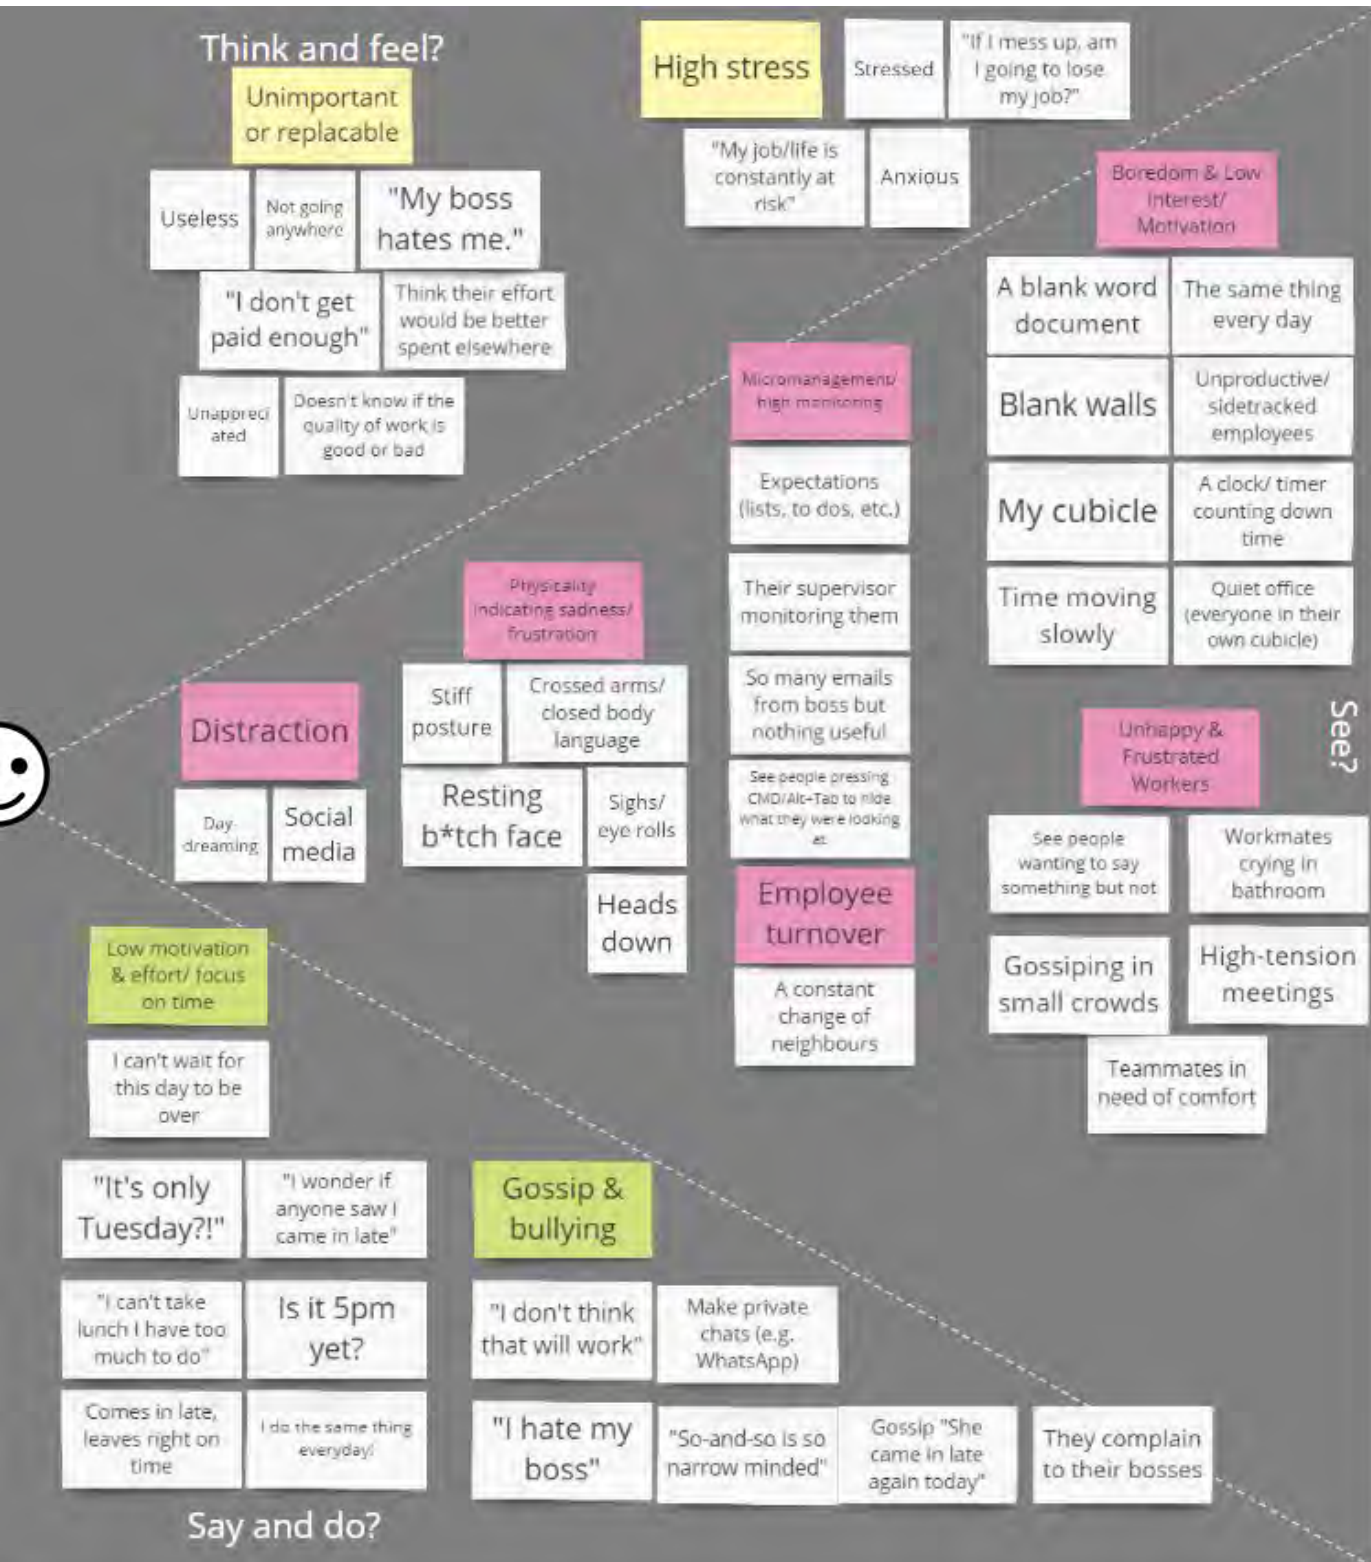 Think and feel?
Unimportant
or replacable
Useless
Not going
anywhere
"My boss
hates me."
"I don't get
paid enough"
Think their effort
would be better
spent elsewhere
Unappreci
ated
Doesn't know if the
quality of work is
good or bad
High stress
Stressed
"If I mess up, am
I going to lose
my job?"
"My job/life is
constantly at
risk"
Anxious
Boredom & Low
Interest/
Motivation
A blank word
document
The same thing
every day
Blank walls
Unproductive/
sidetracked
employees
My cubicle
A clock/ timer
counting down
time
Time moving
slowly
Quiet office
(everyone in their
own cubicle)
Micromanagement/
high monitoring
Expectations
(lists, to dos, etc.)
Their supervisor
monitoring them
So many emails
from boss but
nothing useful
See people pressing
CMD/Alt+Tab to hide
what they were looking
at
Employee
turnover
A constant
change of
neighbours
Physicality
indicating sadness/
frustration
Stiff
posture
Crossed arms/
closed body
language
Resting
b*tch face
Sighs/
eye rolls
Heads
down
Distraction
Day-
dreaming
Social
media
See?
Unhappy &
Frustrated
Workers
See people
wanting to say
something but not
Workmates
crying in
bathroom
Gossiping in
small crowds
High-tension
meetings
Teammates in
need of comfort
Low motivation
& effort/ focus
on time
I can't wait for
this day to be
over
"It's only
Tuesday?!"
"I wonder if
anyone saw I
came in late"
"I can't take
lunch I have too
much to do"
Is it 5pm
yet?
Comes in late,
leaves right on
time
I do the same thing
everyday!
Gossip &
bullying
"I don't think
that will work"
Make private
chats (e.g.
WhatsApp)
"I hate my
boss"
"So-and-so is so
narrow minded"
Gossip "She
came in late
again today"
They complain
to their bosses
Say and do?